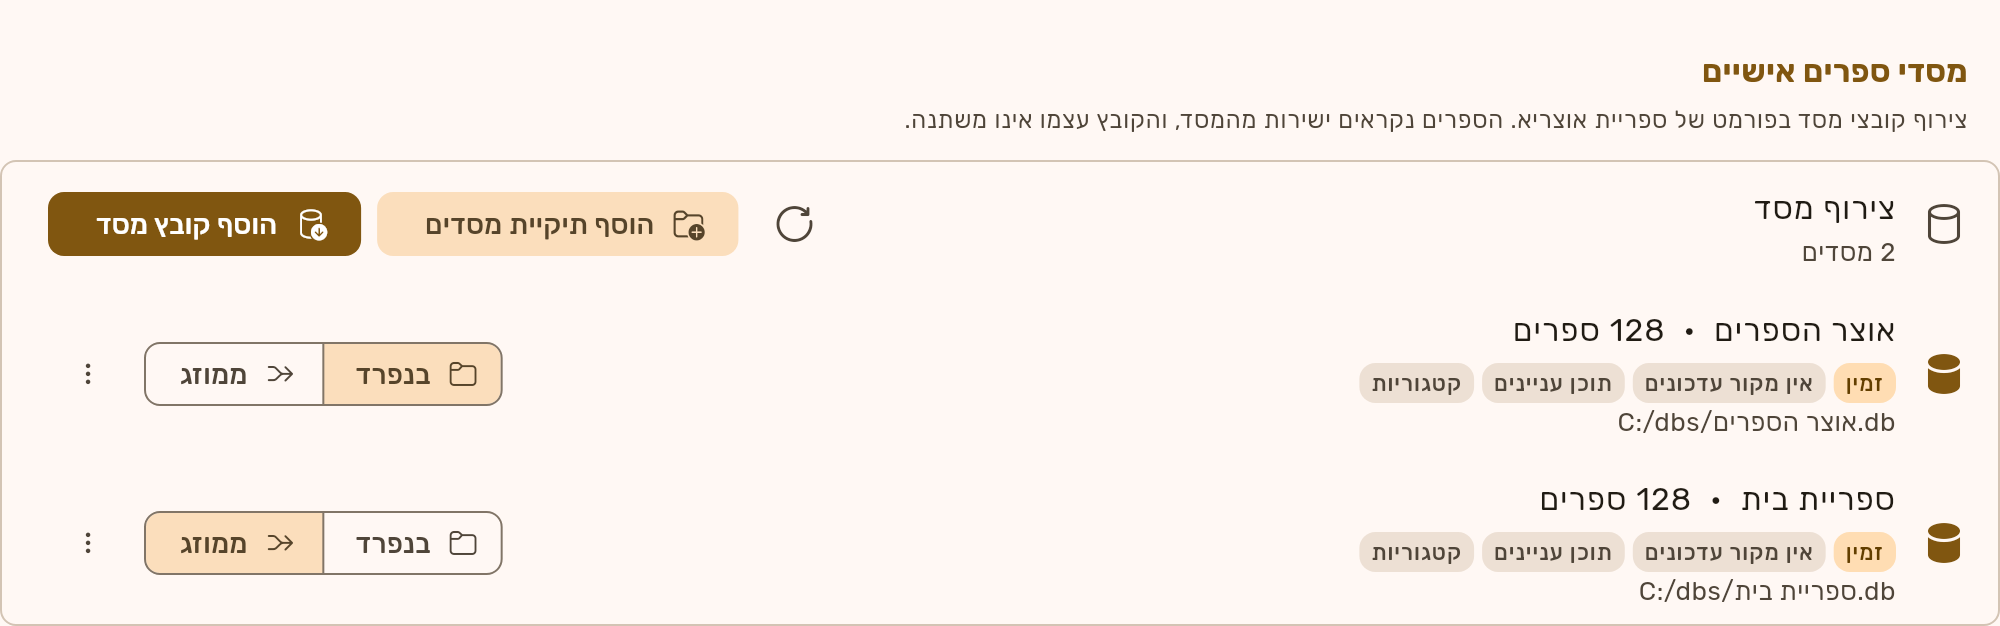 מסדי ספרים אישיים
צירוף קובצי מסד בפורמט של ספריית אוצריא. הספרים נקראים ישירות מהמסד, והקובץ עצמו אינו משתנה.
צירוף מסד
2 מסדים
הוסף תיקיית מסדים
הוסף קובץ מסד
אוצר הספרים • 128 ספרים
זמין אין מקור עדכונים תוכן עניינים קטגוריות
C:/dbs/אוצר הספרים.db
בנפרד ממוזג
ספריית בית • 128 ספרים
זמין אין מקור עדכונים תוכן עניינים קטגוריות
C:/dbs/ספריית בית.db
בנפרד ממוזג